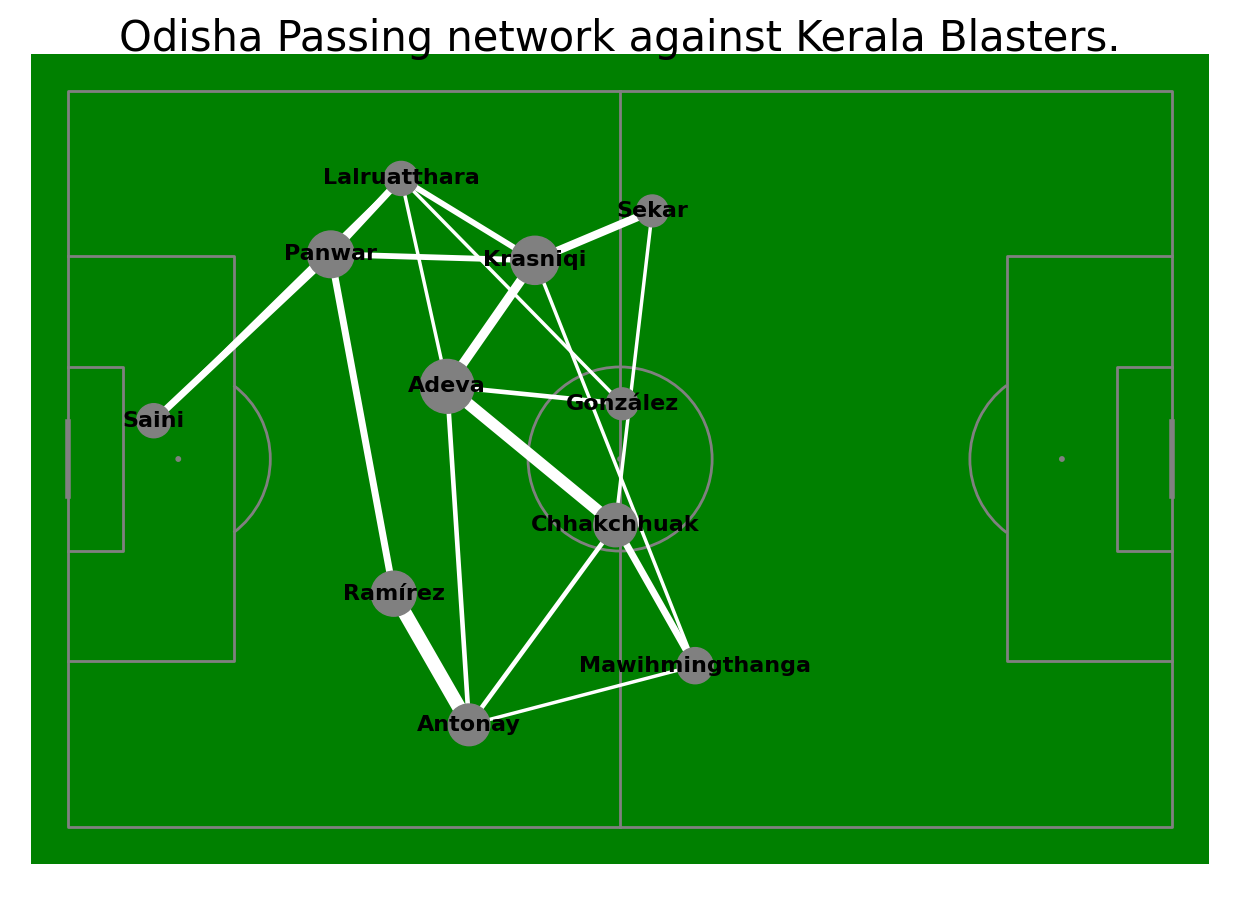 Odisha Passing network against Kerala Blasters.
Lalruatthara
Sekar
Panwar
Krasniqi
Adeva
González
Saini
Chhakchhuak
Ramírez
Mawihmingthanga
Antonay